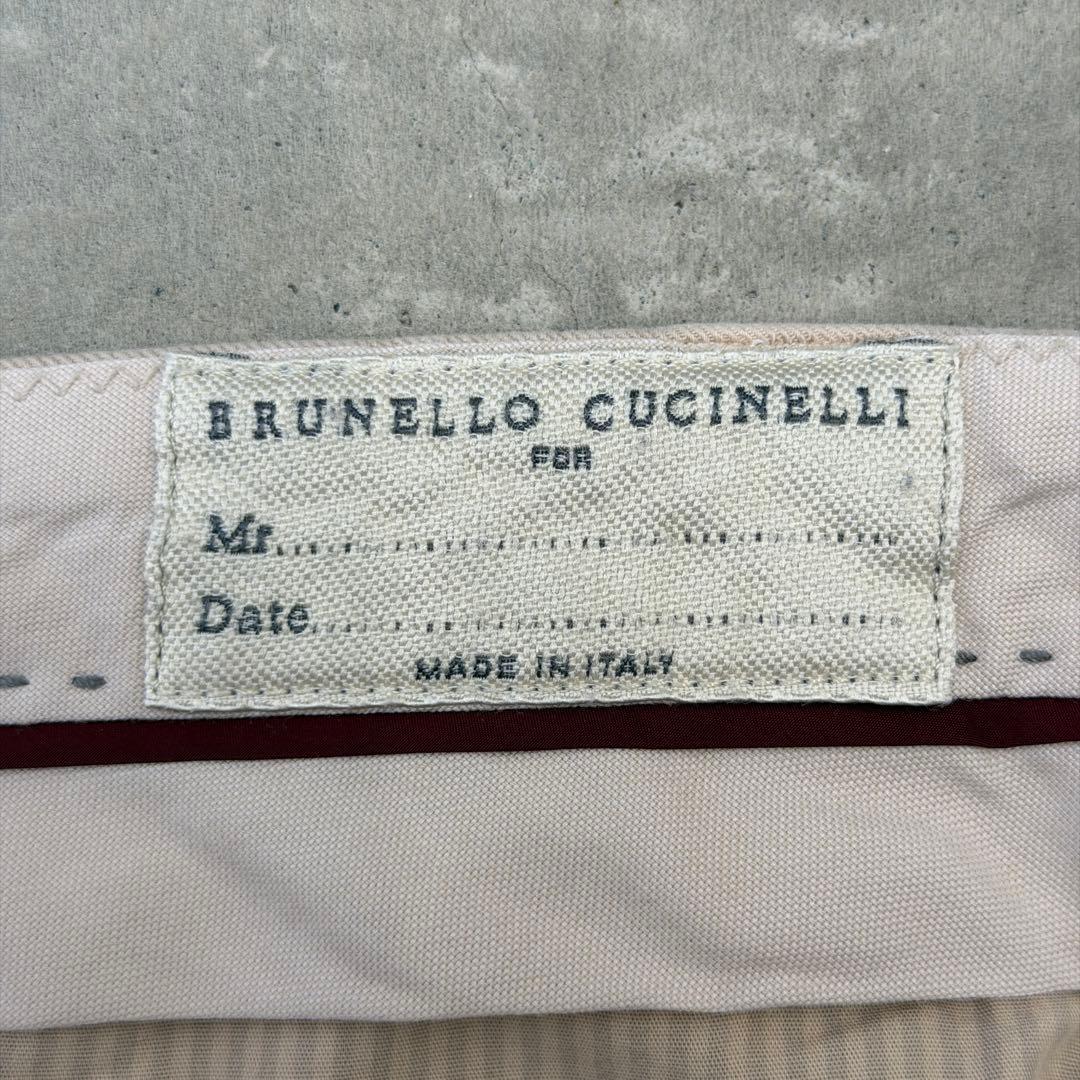 BRUNELLO CUCINELLI
FOR
Mr.......................................................
Date.......................................................
MADE IN ITALY